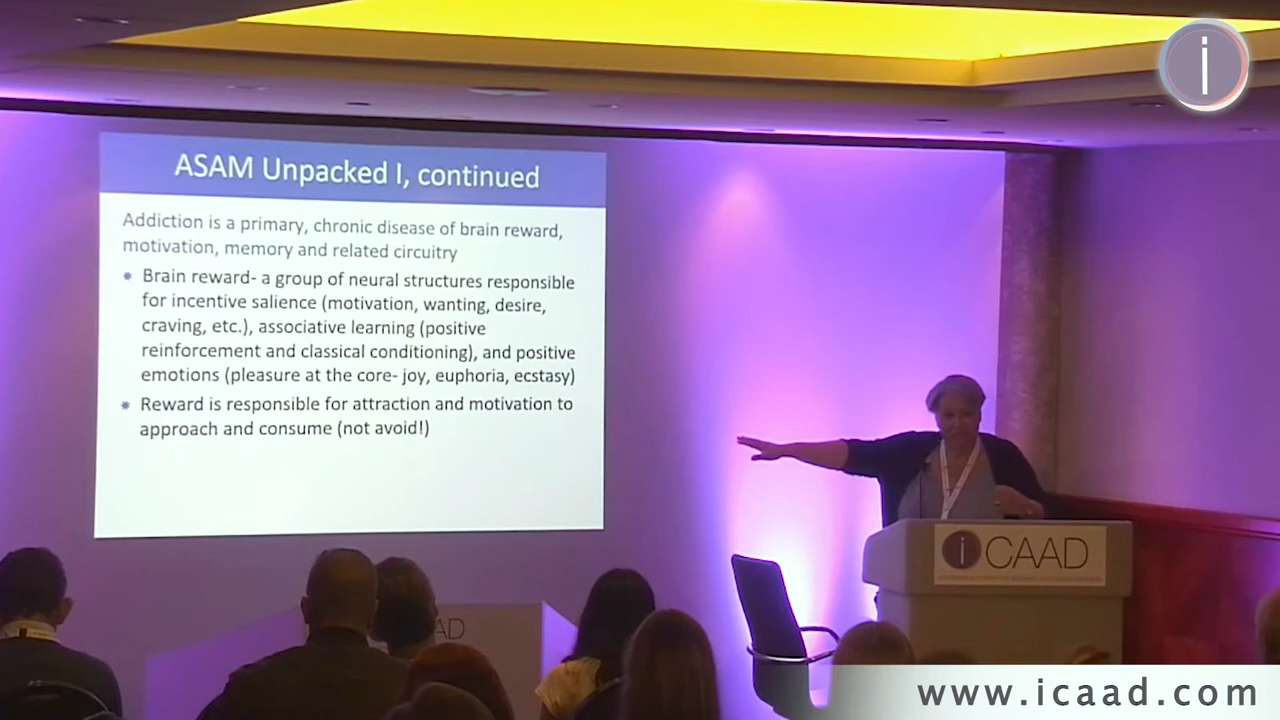 i
ASAM Unpacked I, continued
Addiction is a primary, chronic disease of brain reward,
motivation, memory and related circuitry
Brain reward- a group of neural structures responsible
for incentive salience (motivation, wanting, desire,
craving, etc.), associative learning (positive
reinforcement and classical conditioning), and positive
emotions (pleasure at the core- joy, euphoria, ecstasy)
Reward is responsible for attraction and motivation to
approach and consume (not avoid!)
iCAAD
AD
www.icaad.com